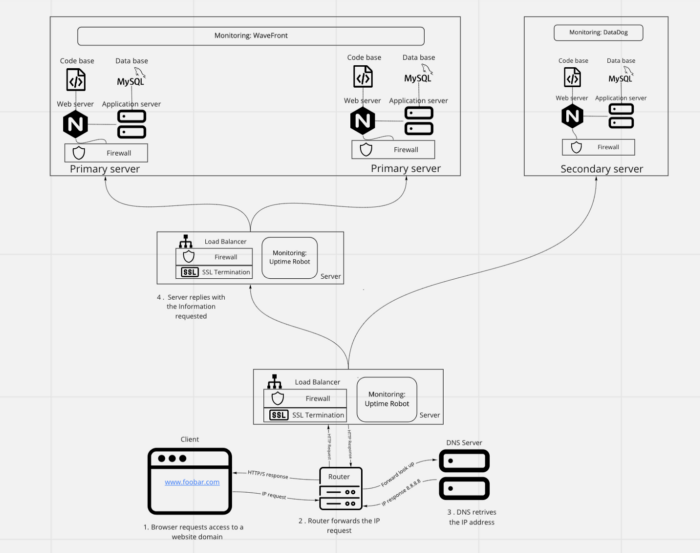 Monitoring: WaveFront
Code base
Data base
MySQL
Web server
Application server
Firewall
Primary server
Code base
Data base
MySQL
Web server
Application server
Firewall
Primary server
Monitoring: DataDog
Code base
Data base
MySQL
Web server
Application server
Firewall
Secondary server
Load Balancer
Firewall
SSL
SSL Termination
Monitoring:
Uptime Robot
Server
4 . Server replies with
the Information
requested
Load Balancer
Firewall
SSL
SSL Termination
Monitoring:
Uptime Robot
Server
Client
www.foobar.com
1. Browser requests access to a
website domain
HTTP/S response
IP request
Router
2 . Router forwards the IP
request
Forward look up
IP response 8.8.8.8
DNS Server
3 . DNS retrives
the IP address